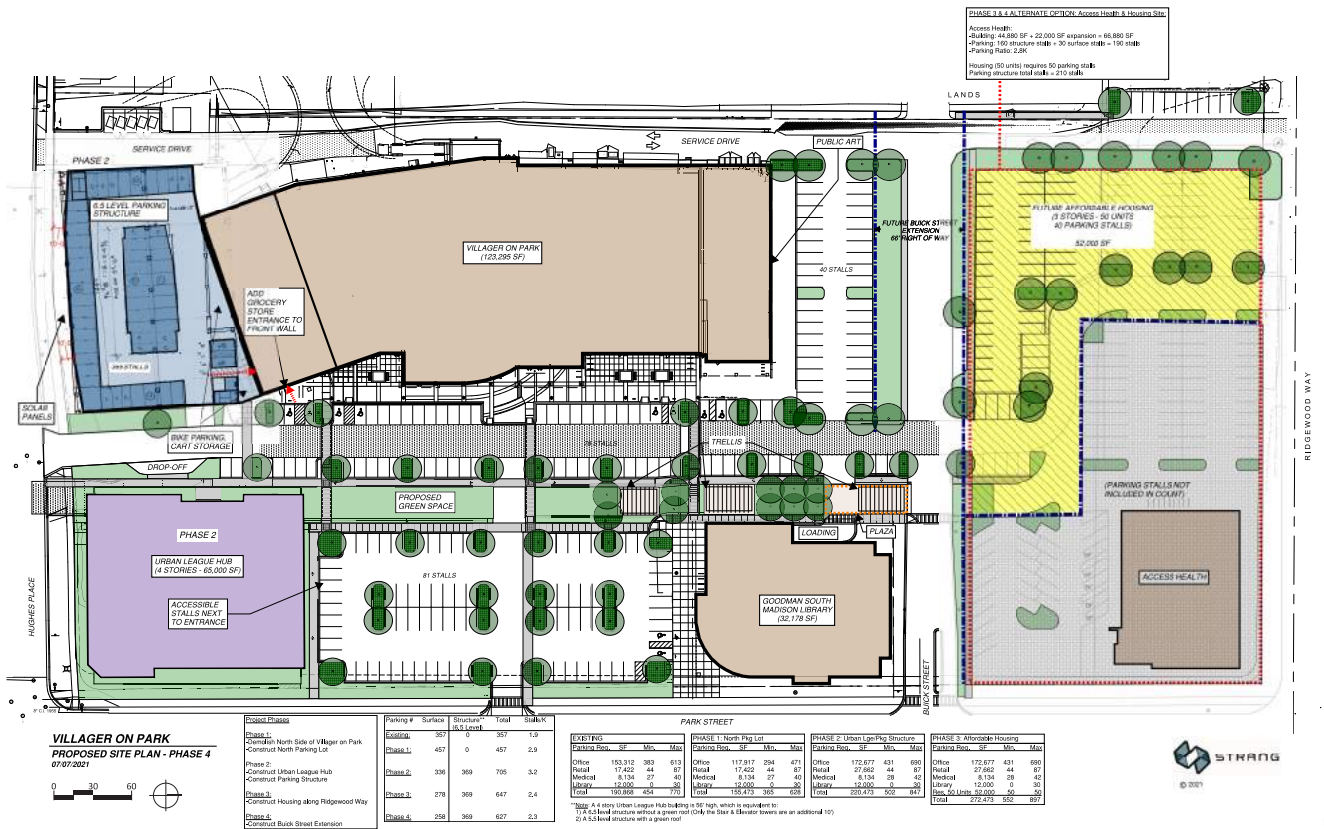 PHASE 3 & 4 ALTERNATE OPTION: Access Health & Housing Site:
Access Health:
-Building: 44,880 SF + 22,000 SF expansion = 66,880 SF
-Parking: 160 structure stalls + 30 surface stalls = 190 stalls
-Parking Ratio: 2.8K
Housing (50 units) requires 50 parking stalls
Parking structure total stalls = 210 stalls
LANDS
SERVICE DRIVE
SERVICE DRIVE
PUBLIC ART
PHASE 2
6.5 LEVEL PARKING
STRUCTURE
VILLAGER ON PARK
(123,295 SF)
FUTURE BUICK STREET
EXTENSION
66' RIGHT OF WAY
FUTURE AFFORDABLE HOUSING
(3 STORIES - 50 UNITS
40 PARKING STALLS)
52,000 SF
40 STALLS
ADD
GROCERY
STORE
ENTRANCE TO
FRONT WALL
369 STALLS
SOLAR
PANELS
BIKE PARKING,
CART STORAGE
78 STALLS
TRELLIS
DROP-OFF
RIDGEWOOD WAY
PROPOSED
GREEN SPACE
(PARKING STALLS NOT
INCLUDED IN COUNT)
LOADING
PLAZA
PHASE 2
URBAN LEAGUE HUB
(4 STORIES - 65,000 SF)
81 STALLS
ACCESSIBLE
STALLS NEXT
TO ENTRANCE
GOODMAN SOUTH
MADISON LIBRARY
(32,178 SF)
ACCESS HEALTH
HUGHES PLACE
BUICK STREET
PARK STREET
VILLAGER ON PARK
PROPOSED SITE PLAN - PHASE 4
07/07/2021
0 30 60
Project Phases
Phase 1:
-Demolish North Side of Villager on Park
-Construct North Parking Lot
Phase 2:
-Construct Urban League Hub
-Construct Parking Structure
Phase 3:
-Construct Housing along Ridgewood Way
Phase 4:
-Construct Buick Street Extension
Parking # Surface Structure** Total Stalls/K
(6.5 Level)
Existing: 357 0 357 1.9
Phase 1: 457 0 457 2.9
Phase 2: 336 369 705 3.2
Phase 3: 278 369 647 2.4
Phase 4: 258 369 627 2.3
EXISTING
Parking Req. SF Min. Max
Office 153,312 383 613
Retail 17,422 44 87
Medical 8,134 27 40
Library 12,000 0 30
Total 190,868 454 770
PHASE 1: North Pkg Lot
Parking Req. SF Min. Max
Office 117,917 294 471
Retail 17,422 44 87
Medical 8,134 27 40
Library 12,000 0 30
Total 155,473 365 628
PHASE 2: Urban Lge/Pkg Structure
Parking Req. SF Min. Max
Office 172,677 431 690
Retail 27,662 44 87
Medical 8,134 28 42
Library 12,000 0 30
Total 220,473 502 847
PHASE 3: Affordable Housing
Parking Req. SF Min. Max
Office 172,677 431 690
Retail 27,662 44 87
Medical 8,134 28 42
Library 12,000 0 30
Res. 50 Units 52,000 50 50
Total 272,473 552 897
**Note: A 4 story Urban League Hub building is 56' high, which is equivalent to:
1) A 6.5 level structure without a green roof (Only the Stair & Elevator towers are an additional 10')
2) A 5.5 level structure with a green roof
STRANG
© 2021